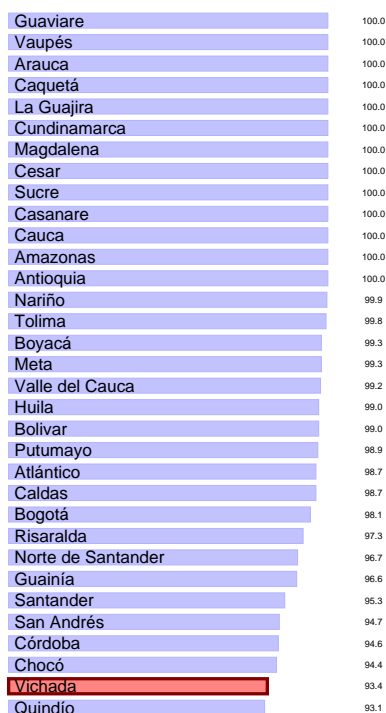 Guaviare 100.0
Vaupés 100.0
Arauca 100.0
Caquetá 100.0
La Guajira 100.0
Cundinamarca 100.0
Magdalena 100.0
Cesar 100.0
Sucre 100.0
Casanare 100.0
Cauca 100.0
Amazonas 100.0
Antioquia 100.0
Nariño 99.9
Tolima 99.8
Boyacá 99.3
Meta 99.3
Valle del Cauca 99.2
Huila 99.0
Bolivar 99.0
Putumayo 98.9
Atlántico 98.7
Caldas 98.7
Bogotá 98.1
Risaralda 97.3
Norte de Santander 96.7
Guainía 96.6
Santander 95.3
San Andrés 94.7
Córdoba 94.6
Chocó 94.4
Vichada 93.4
Quindío 93.1